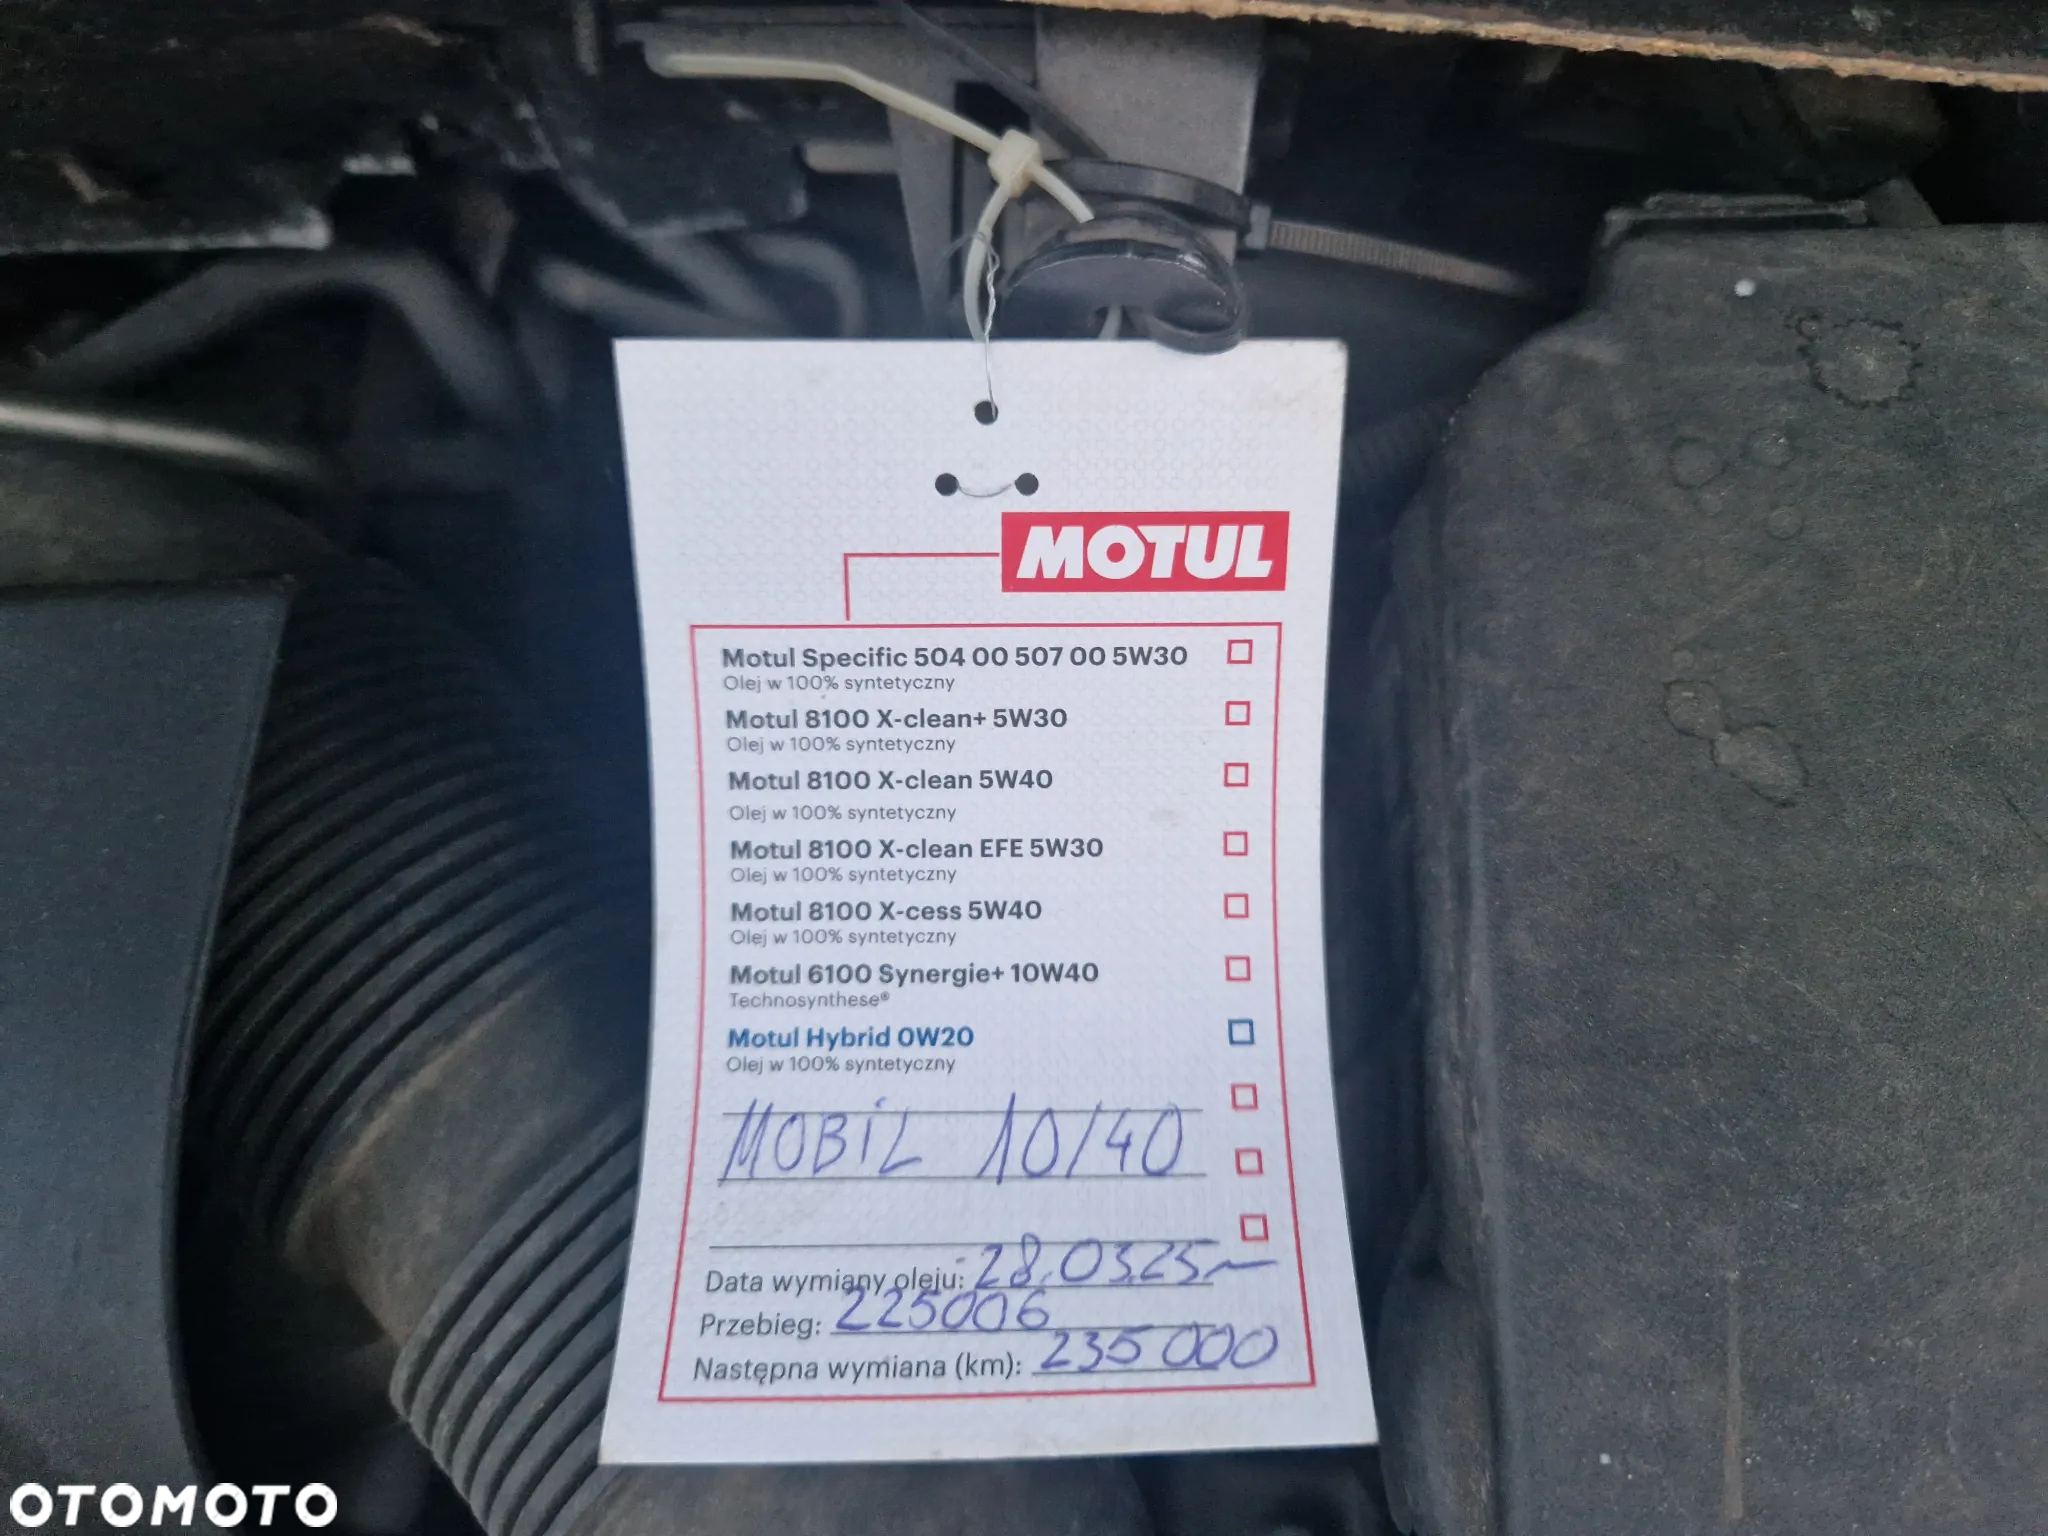 MOTUL
Motul Specific 504 00 507 00 5W30
Olej w 100% syntetyczny
Motul 8100 X-clean+ 5W30
Olej w 100% syntetyczny
Motul 8100 X-clean 5W40
Olej w 100% syntetyczny
Motul 8100 X-clean EFE 5W30
Olej w 100% syntetyczny
Motul 8100 X-cess 5W40
Olej w 100% syntetyczny
Motul 6100 Synergie+ 10W40
Technosynthese®
Motul Hybrid 0W20
Olej w 100% syntetyczny
MOBiL 10/40
Data wymiany oleju: 28.03.25
Przebieg: 225006
Następna wymiana (km): 235 000
OTOMOTO